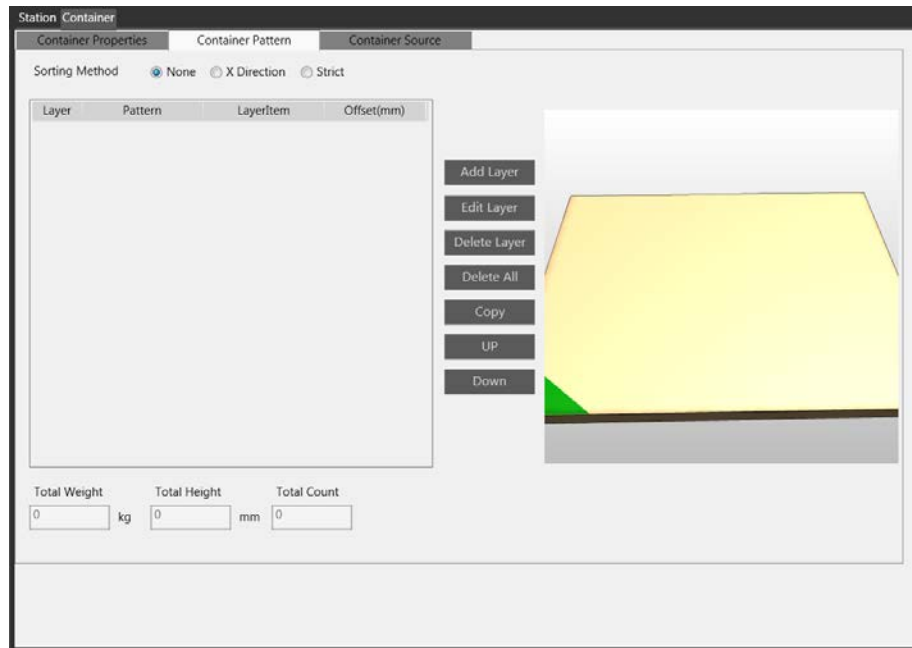 Station Container
Container Properties Container Pattern Container Source
Sorting Method None X Direction Strict
Layer Pattern LayerItem Offset(mm)
Add Layer
Edit Layer
Delete Layer
Delete All
Copy
UP
Down
Total Weight Total Height Total Count
0 kg 0 mm 0